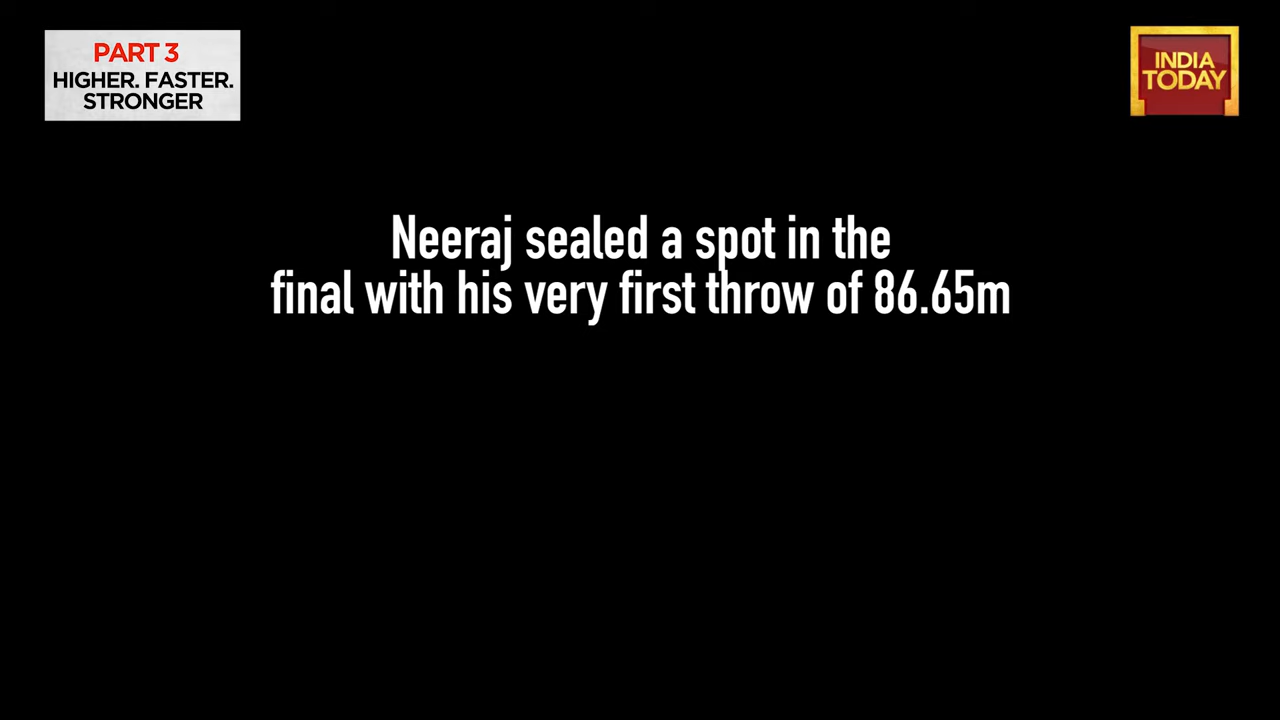 PART 3
HIGHER. FASTER.
STRONGER
INDIA
TODAY
Neeraj sealed a spot in the
final with his very first throw of 86.65m